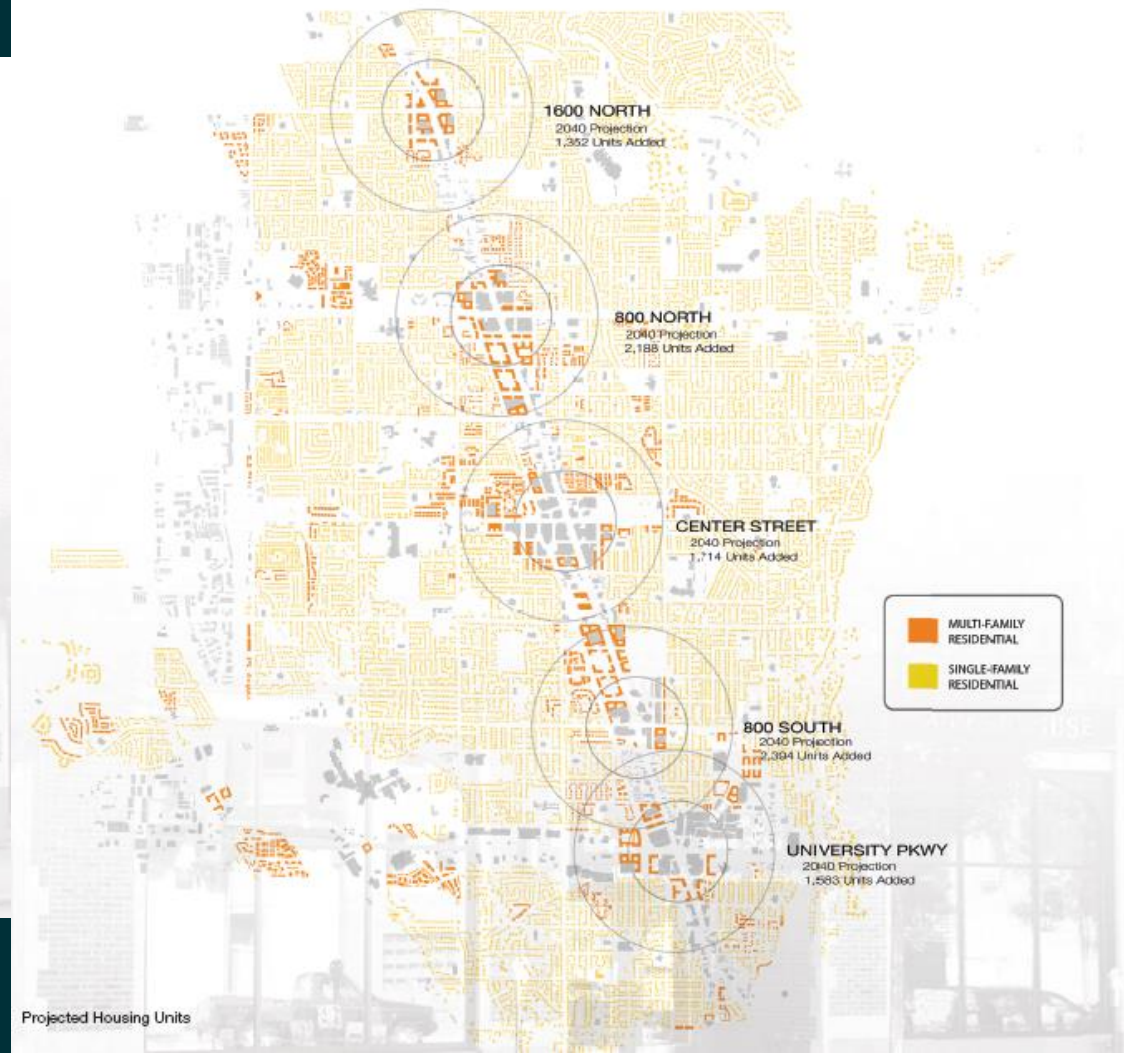 1600 NORTH
2040 Projection
1,352 Units Added
800 NORTH
2040 Projection
2,188 Units Added
CENTER STREET
2040 Projection
1,714 Units Added
MULTI-FAMILY
RESIDENTIAL
SINGLE-FAMILY
RESIDENTIAL
800 SOUTH
2040 Projection
2,394 Units Added
UNIVERSITY PKWY
2040 Projection
1,583 Units Added
Projected Housing Units